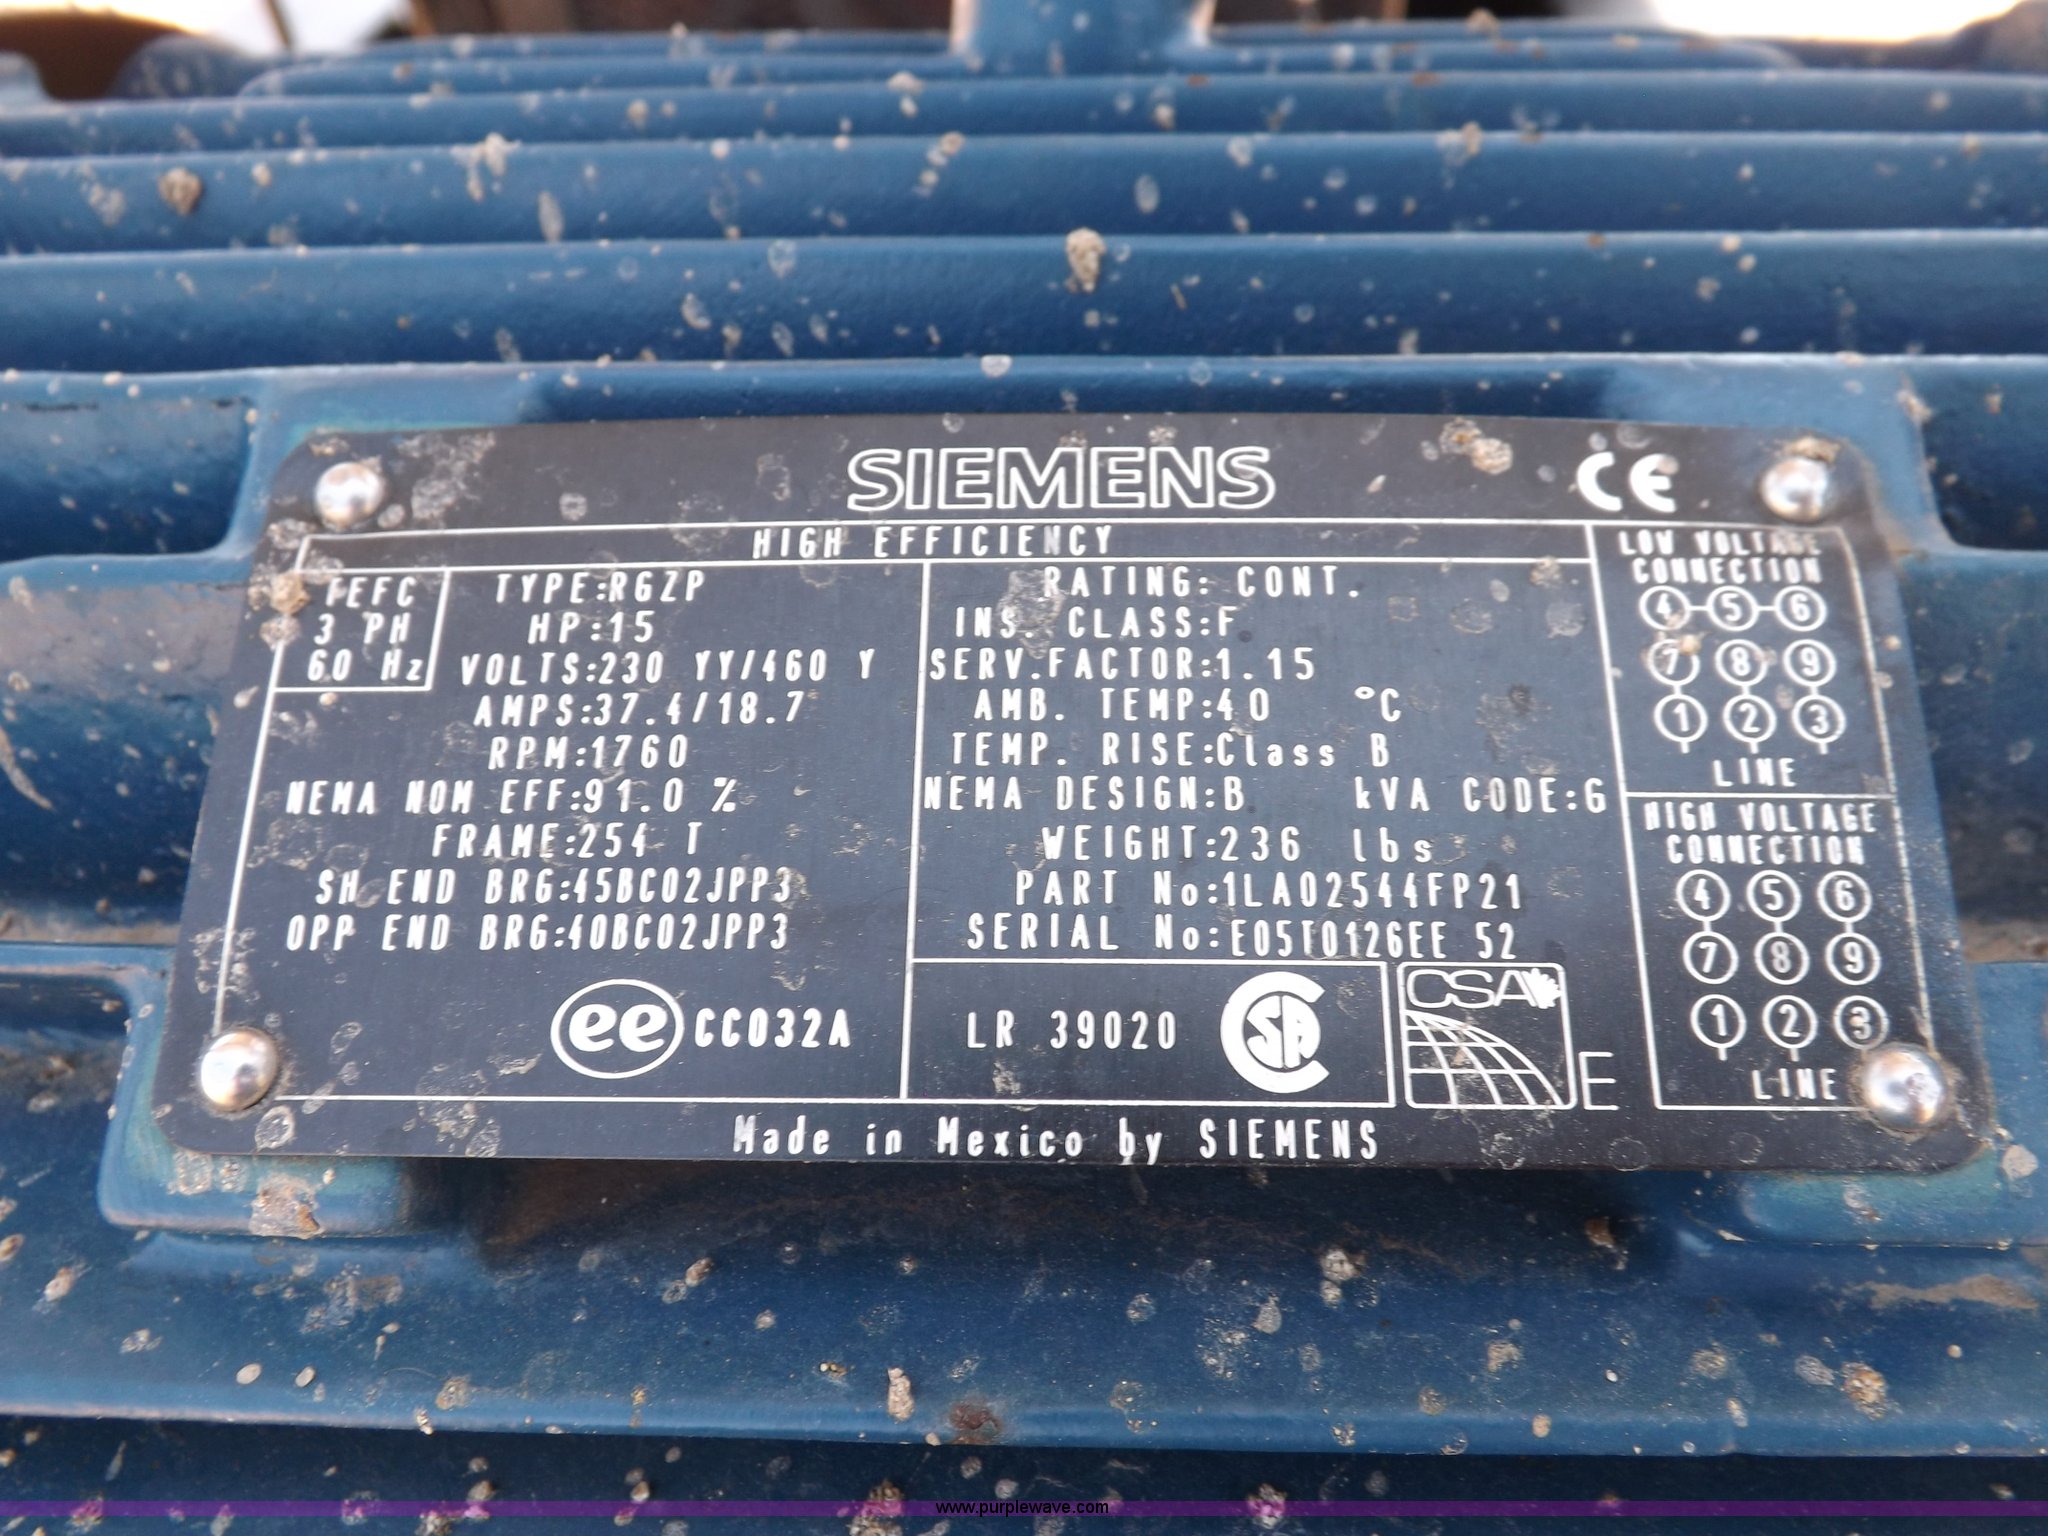 SIEMENS
CE
HIGH EFFICIENCY
TEFC
3 PH
60 Hz
TYPE:RGZP
HP:15
VOLTS:230 YY/460 Y
AMPS:37.4/18.7
RPM:1760
NEMA NOM EFF:91.0 %
FRAME:254 T
SH END BRG:45BC02JPP3
OPP END BRG:40BC02JPP3
ee CC032A
RATING: CONT.
INS. CLASS:F
SERV.FACTOR:1.15
AMB. TEMP:40 °C
TEMP. RISE:Class B
NEMA DESIGN:B kVA CODE:G
WEIGHT:236 lbs
PART No:1LA02544FP21
SERIAL No:E05T0126EE 52
LR 39020
CSA
CSA
E
LOW VOLTAGE
CONNECTION
4 5 6
7 8 9
1 2 3
LINE
HIGH VOLTAGE
CONNECTION
4 5 6
7 8 9
1 2 3
LINE
Made in Mexico by SIEMENS
www.purplewave.com